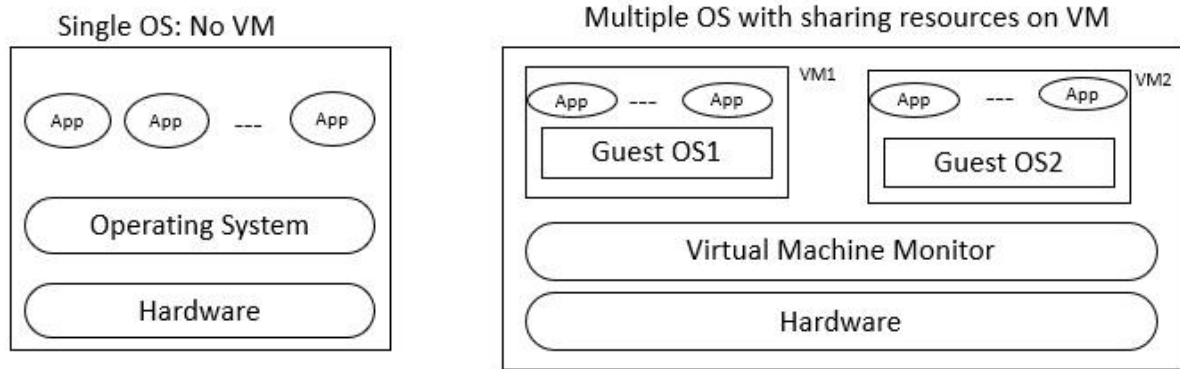 Single OS: No VM
App App --- App
Operating System
Hardware
Multiple OS with sharing resources on VM
VM1
App --- App
Guest OS1
VM2
App --- App
Guest OS2
Virtual Machine Monitor
Hardware